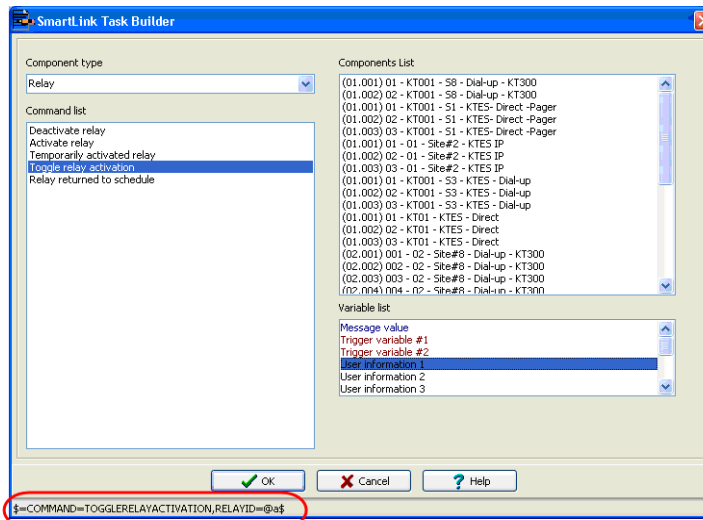 SmartLink Task Builder
Component type
Relay
Command list
Deactivate relay
Activate relay
Temporarily activated relay
Toggle relay activation
Relay returned to schedule
Components List
(01.001) 01 - KT001 - S8 - Dial-up - KT300
(01.002) 02 - KT001 - S8 - Dial-up - KT300
(01.001) 01 - KT001 - S1 - KTES- Direct -Pager
(01.002) 02 - KT001 - S1 - KTES- Direct -Pager
(01.003) 03 - KT001 - S1 - KTES- Direct -Pager
(01.001) 01 - 01 - Site#2 - KTES IP
(01.002) 02 - 01 - Site#2 - KTES IP
(01.003) 03 - 01 - Site#2 - KTES IP
(01.001) 01 - KT001 - S3 - KTES - Dial-up
(01.002) 02 - KT001 - S3 - KTES - Dial-up
(01.003) 03 - KT001 - S3 - KTES - Dial-up
(01.001) 01 - KT01 - KTES - Direct
(01.002) 02 - KT01 - KTES - Direct
(01.003) 03 - KT01 - KTES - Direct
(02.001) 001 - 02 - Site#8 - Dial-up - KT300
(02.002) 002 - 02 - Site#8 - Dial-up - KT300
(02.003) 003 - 02 - Site#8 - Dial-up - KT300
(02.004) 004 - 02 - Site#8 - Dial-up - KT300
Variable list
Message value
Trigger variable #1
Trigger variable #2
User information 1
User information 2
User information 3
OK
Cancel
? Help
$=COMMAND=TOGGLERELAYACTIVATION,RELAYID=@a$